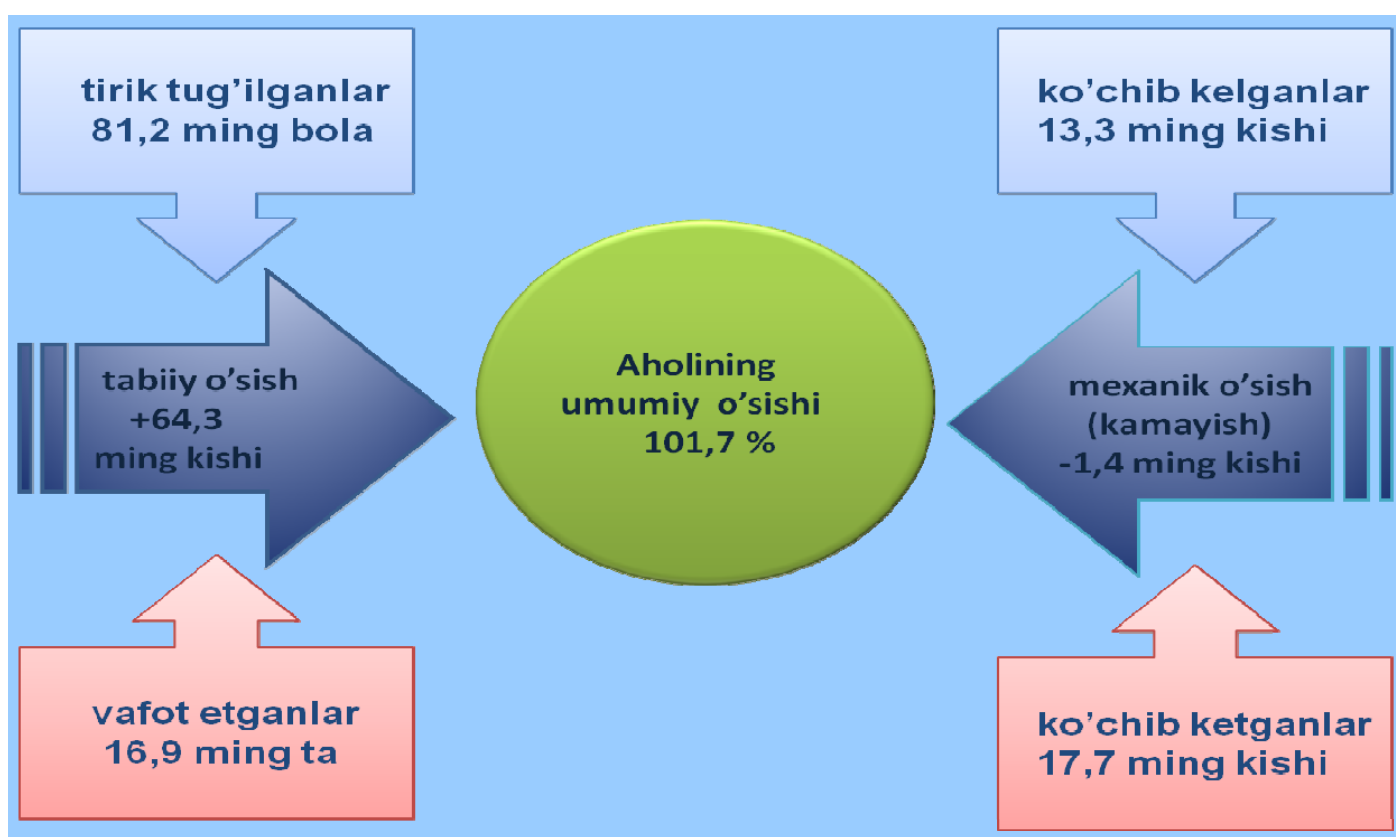 tirik tug’ilganlar
81,2 ming bola
ko’chib kelganlar
13,3 ming kishi
tabiiy o’sish
+64,3
ming kishi
Aholining
umumiy o’sishi
101,7 %
mexanik o’sish
(kamayish)
-1,4 ming kishi
vafot etganlar
16,9 ming ta
ko’chib ketganlar
17,7 ming kishi